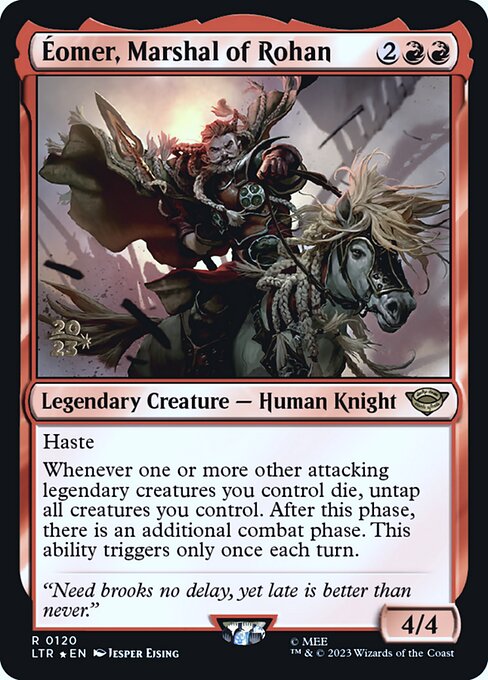 Éomer, Marshal of Rohan 2
20
23
Legendary Creature — Human Knight
Haste
Whenever one or more other attacking
legendary creatures you control die, untap
all creatures you control. After this phase,
there is an additional combat phase. This
ability triggers only once each turn.
“Need brooks no delay, yet late is better than
never.”
4/4
R 0120
LTR ★ EN Jesper Eising
© MEE
™ & © 2023 Wizards of the Coast